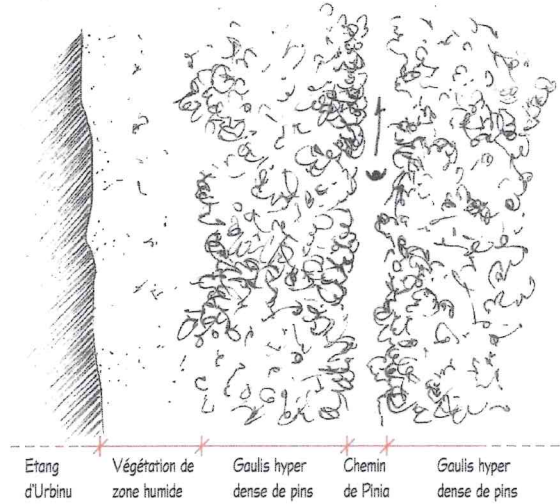 Etang
d'Urbinu
Végétation de
zone humide
Gaulis hyper
dense de pins
Chemin
de Pinia
Gaulis hyper
dense de pins